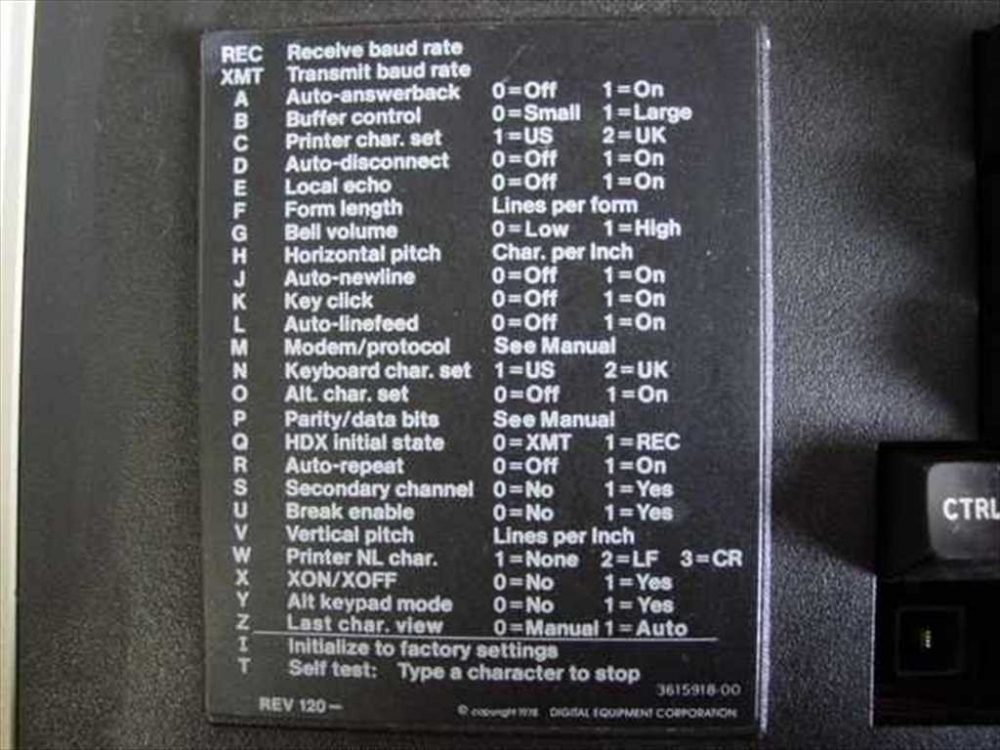 REC Receive baud rate
XMT Transmit baud rate
A Auto-answerback 0=Off 1=On
B Buffer control 0=Small 1=Large
C Printer char. set 1=US 2=UK
D Auto-disconnect 0=Off 1=On
E Local echo 0=Off 1=On
F Form length Lines per form
G Bell volume 0=Low 1=High
H Horizontal pitch Char. per Inch
J Auto-newline 0=Off 1=On
K Key click 0=Off 1=On
L Auto-linefeed 0=Off 1=On
M Modem/protocol See Manual
N Keyboard char. set 1=US 2=UK
O Alt. char. set 0=Off 1=On
P Parity/data bits See Manual
Q HDX initial state 0=XMT 1=REC
R Auto-repeat 0=Off 1=On
S Secondary channel 0=No 1=Yes
U Break enable 0=No 1=Yes
V Vertical pitch Lines per Inch
W Printer NL char. 1=None 2=LF 3=CR
X XON/XOFF 0=No 1=Yes
Y Alt keypad mode 0=No 1=Yes
Z Last char. view 0=Manual 1=Auto
I Initialize to factory settings
T Self test: Type a character to stop
3615918-00
REV 120–
© copyright 1978 DIGITAL EQUIPMENT CORPORATION
CTRL